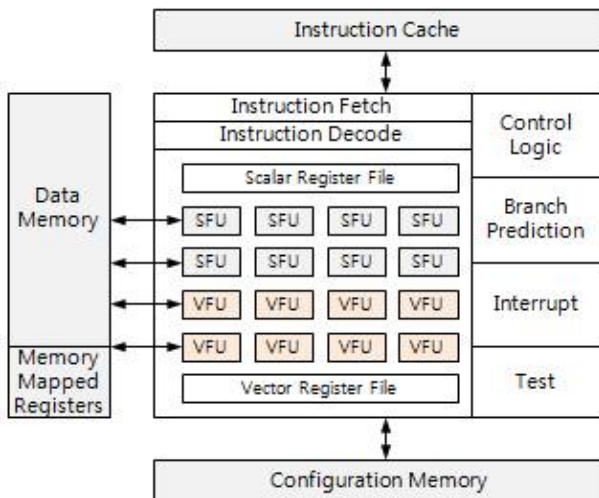 Instruction Cache
Instruction Fetch
Instruction Decode
Control
Logic
Scalar Register File
Data
Memory
SFU SFU SFU SFU
Branch
Prediction
SFU SFU SFU SFU
VFU VFU VFU VFU
Interrupt
VFU VFU VFU VFU
Memory
Mapped
Registers
Vector Register File
Test
Configuration Memory